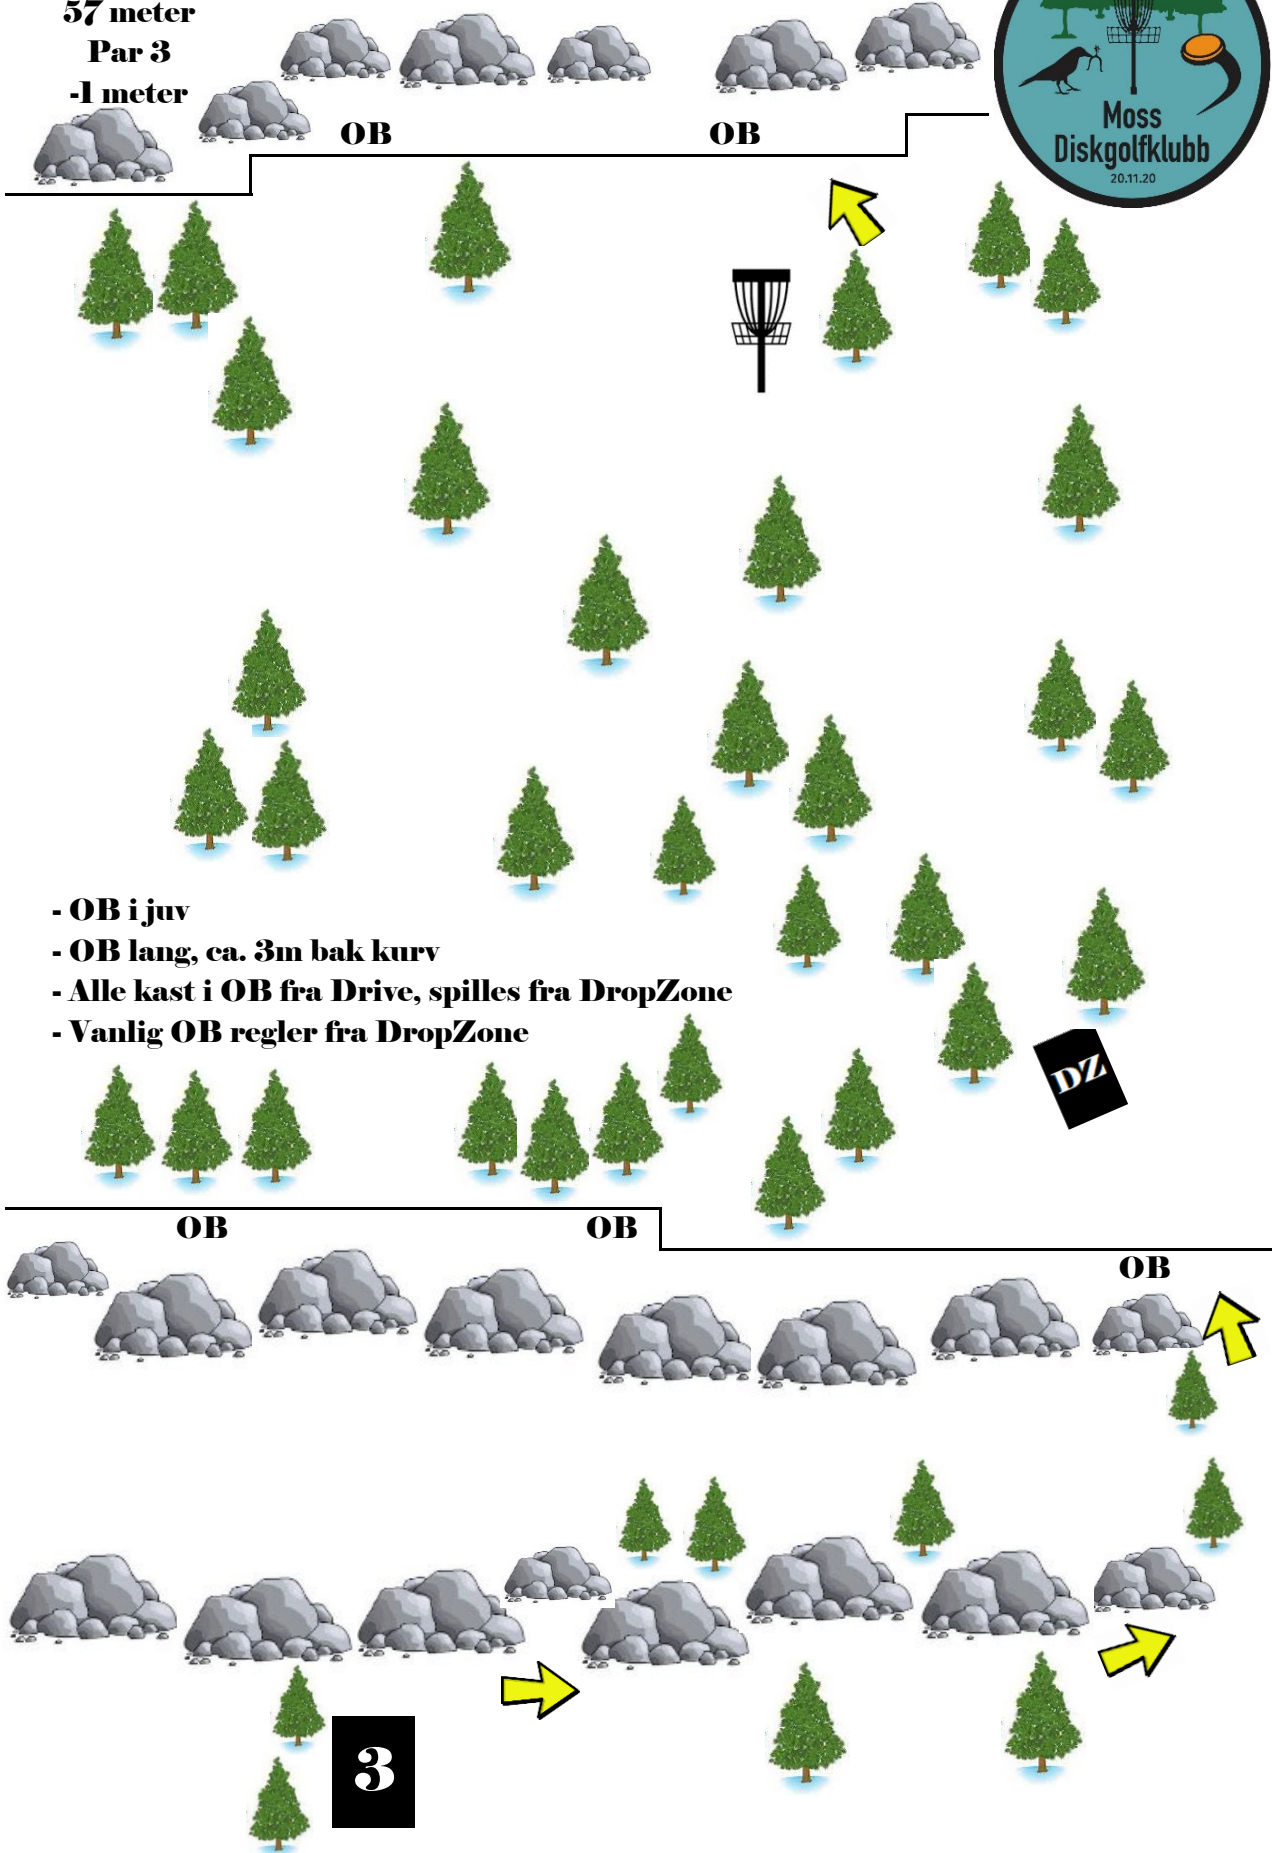 57 meter
Par 3
-1 meter
Moss
Diskgolfklubb
20.11.20
OB
OB
- OB i juv
- OB lang, ca. 3m bak kurv
- Alle kast i OB fra Drive, spilles fra DropZone
- Vanlig OB regler fra DropZone
DZ
OB
OB
OB
3